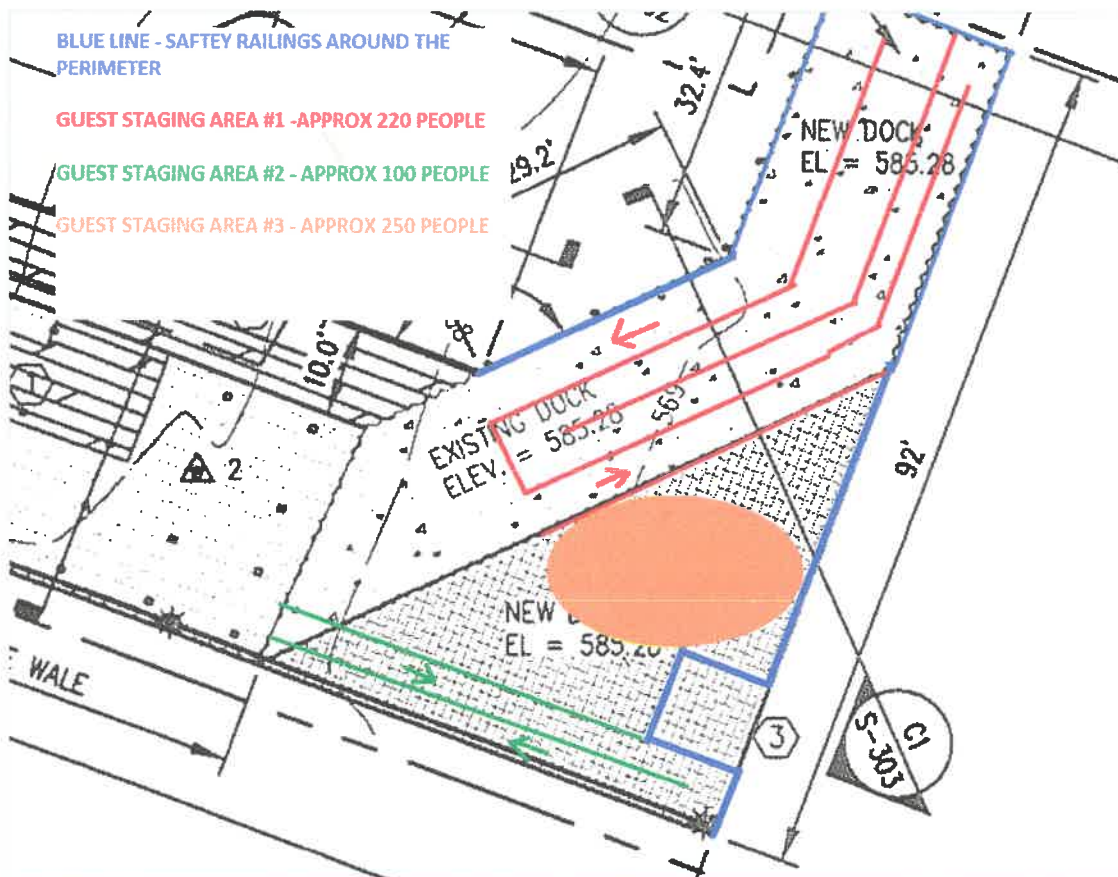 BLUE LINE - SAFTEY RAILINGS AROUND THE
PERIMETER
GUEST STAGING AREA #1 -APPROX 220 PEOPLE
GUEST STAGING AREA #2 - APPROX 100 PEOPLE
GUEST STAGING AREA #3 - APPROX 250 PEOPLE
32.4'
L
29.2'
NEW DOCK
EL = 585.28
10.0'
EXISTING DOCK
ELEV. = 585.28
569
92'
2
NEW
EL = 585.28
WALE
3
C1
S-303